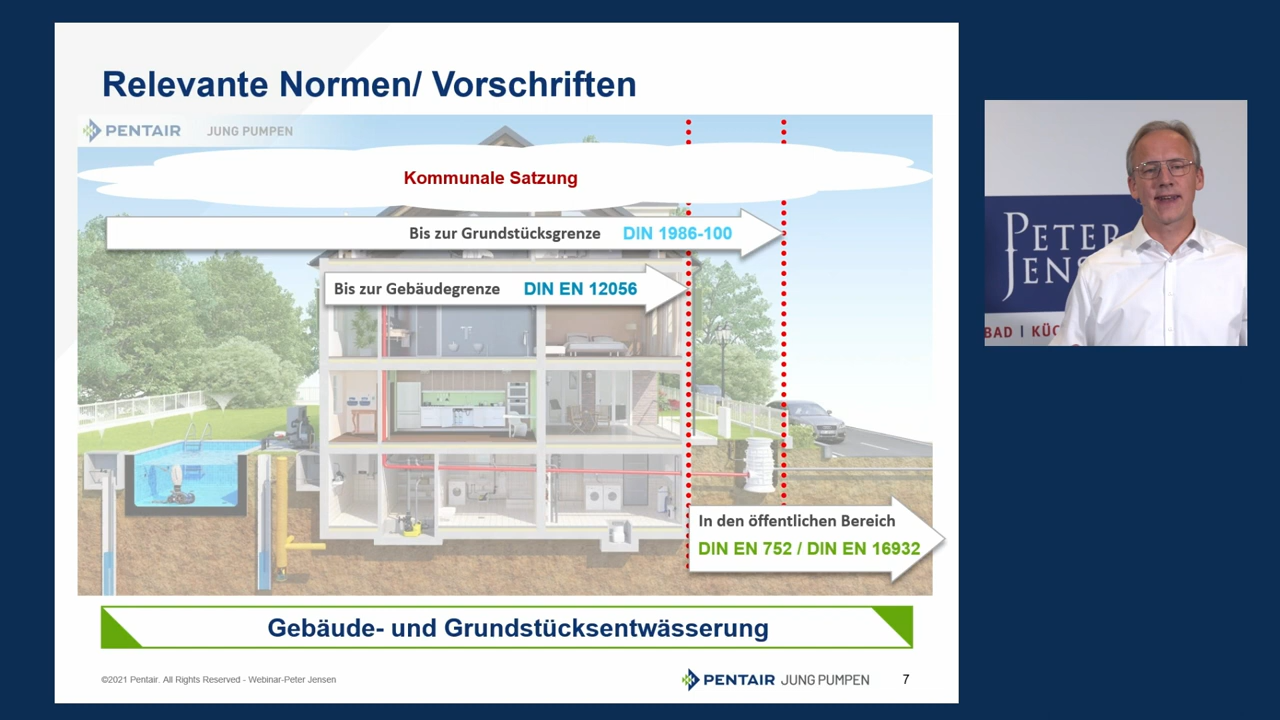 Relevante Normen/ Vorschriften
PENTAIR JUNG PUMPEN
Kommunale Satzung
Bis zur Grundstücksgrenze DIN 1986-100
Bis zur Gebäudegrenze DIN EN 12056
In den öffentlichen Bereich
DIN EN 752 / DIN EN 16932
Gebäude- und Grundstücksentwässerung
©2021 Pentair. All Rights Reserved - Webinar-Peter Jensen
PENTAIR JUNG PUMPEN
7
PETER
JENS
BAD | KÜC